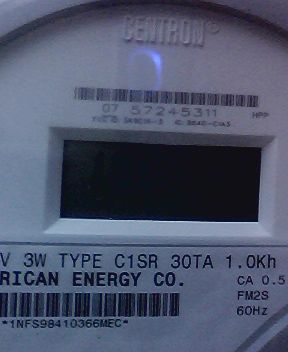 CENTRON®
07 57245311 HPP
V 3W TYPE C1SR 30TA 1.0Kh
RICAN ENERGY CO. CA 0.5
FM2S
*1NFS98410366MEC* 60Hz